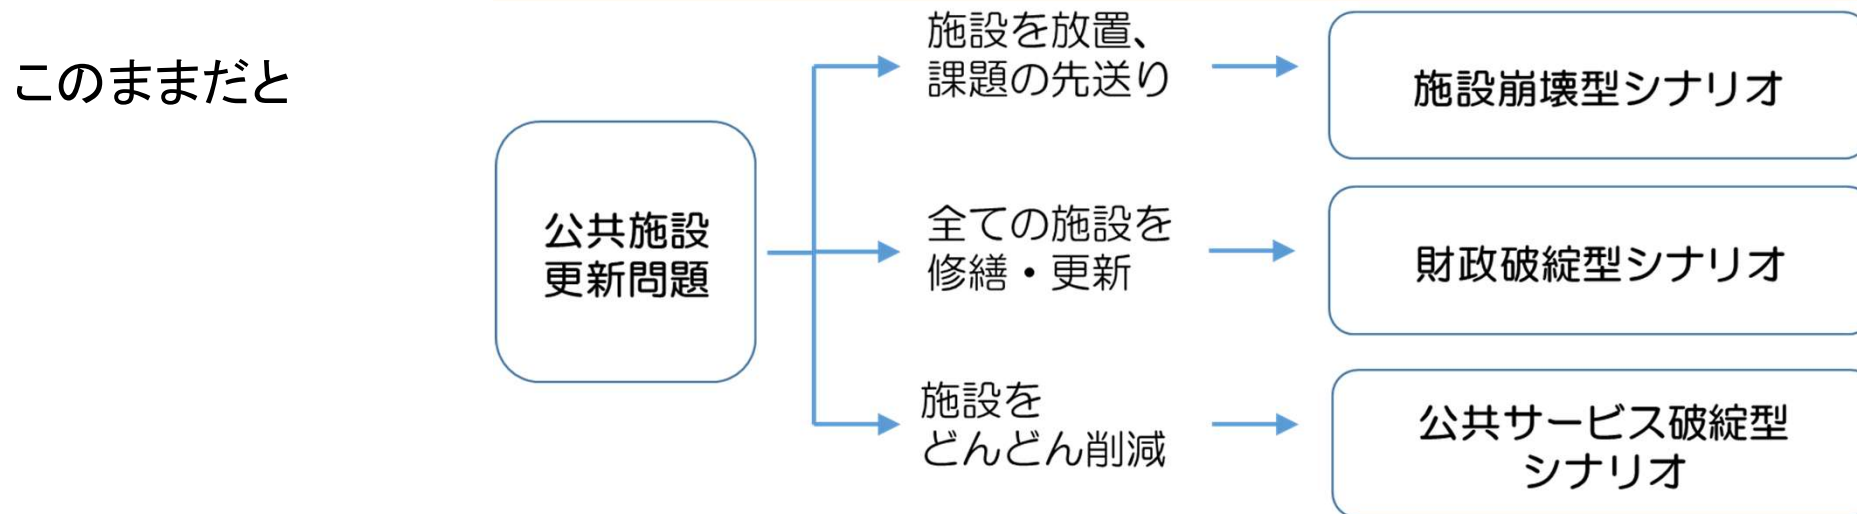 このままだと
公共施設
更新問題
施設を放置、
課題の先送り
施設崩壊型シナリオ
全ての施設を
修繕・更新
財政破綻型シナリオ
施設を
どんどん削減
公共サービス破綻型
シナリオ